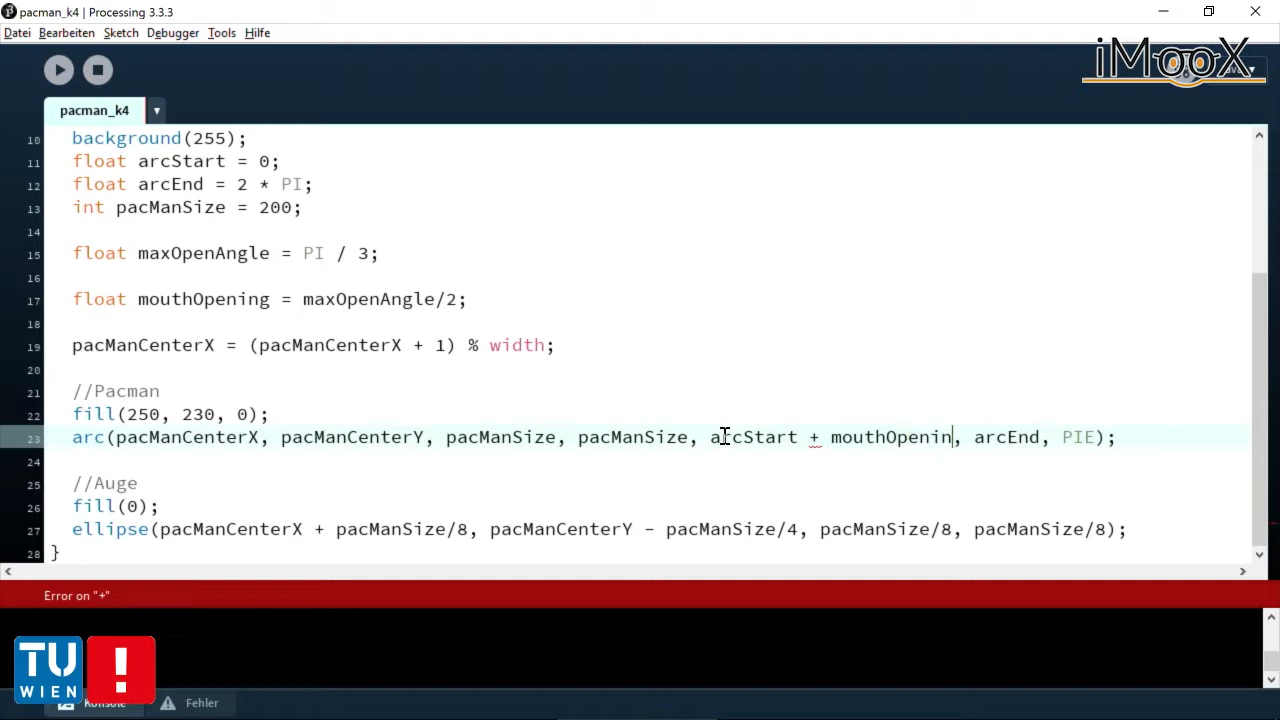 pacman_k4 | Processing 3.3.3
Datei Bearbeiten Sketch Debugger Tools Hilfe
iMooX
pacman_k4
10 background(255);
11 float arcStart = 0;
12 float arcEnd = 2 * PI;
13 int pacManSize = 200;
14
15 float maxOpenAngle = PI / 3;
16
17 float mouthOpening = maxOpenAngle/2;
18
19 pacManCenterX = (pacManCenterX + 1) % width;
20
21 //Pacman
22 fill(250, 230, 0);
23 arc(pacManCenterX, pacManCenterY, pacManSize, pacManSize, arcStart + mouthOpenin, arcEnd, PIE);
24
25 //Auge
26 fill(0);
27 ellipse(pacManCenterX + pacManSize/8, pacManCenterY - pacManSize/4, pacManSize/8, pacManSize/8);
28 }
Error on "+"
TU
WIEN
!
Konsole Fehler